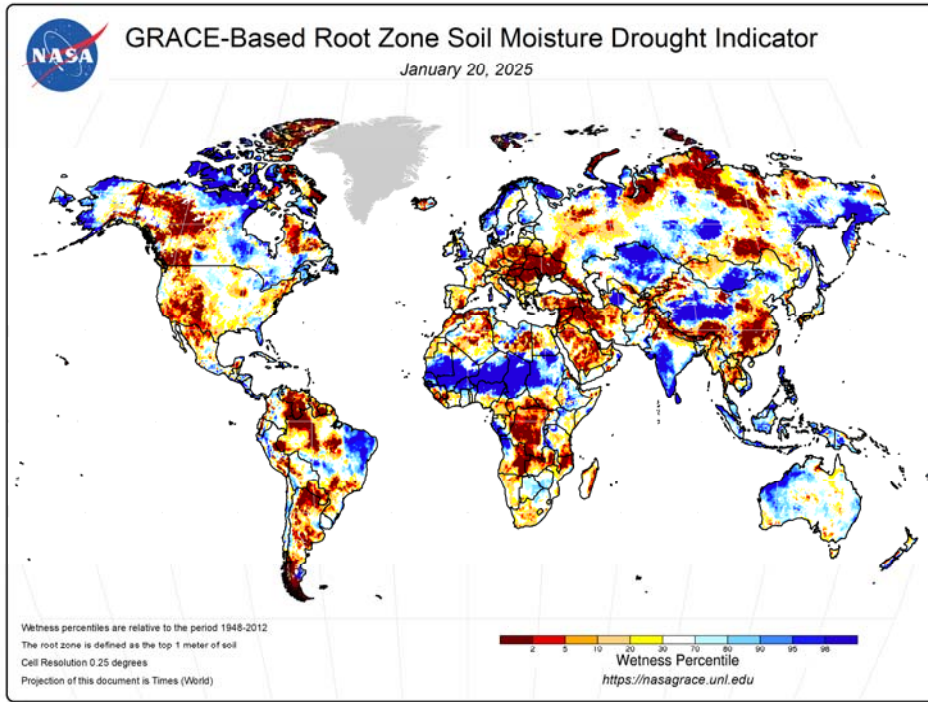 NASA
GRACE-Based Root Zone Soil Moisture Drought Indicator
January 20, 2025
Wetness percentiles are relative to the period 1948-2012
The root zone is defined as the top 1 meter of soil
Cell Resolution 0.25 degrees
Projection of this document is Times (World)
2 5 10 20 30 70 80 90 95 98
Wetness Percentile
https://nasagrace.unl.edu